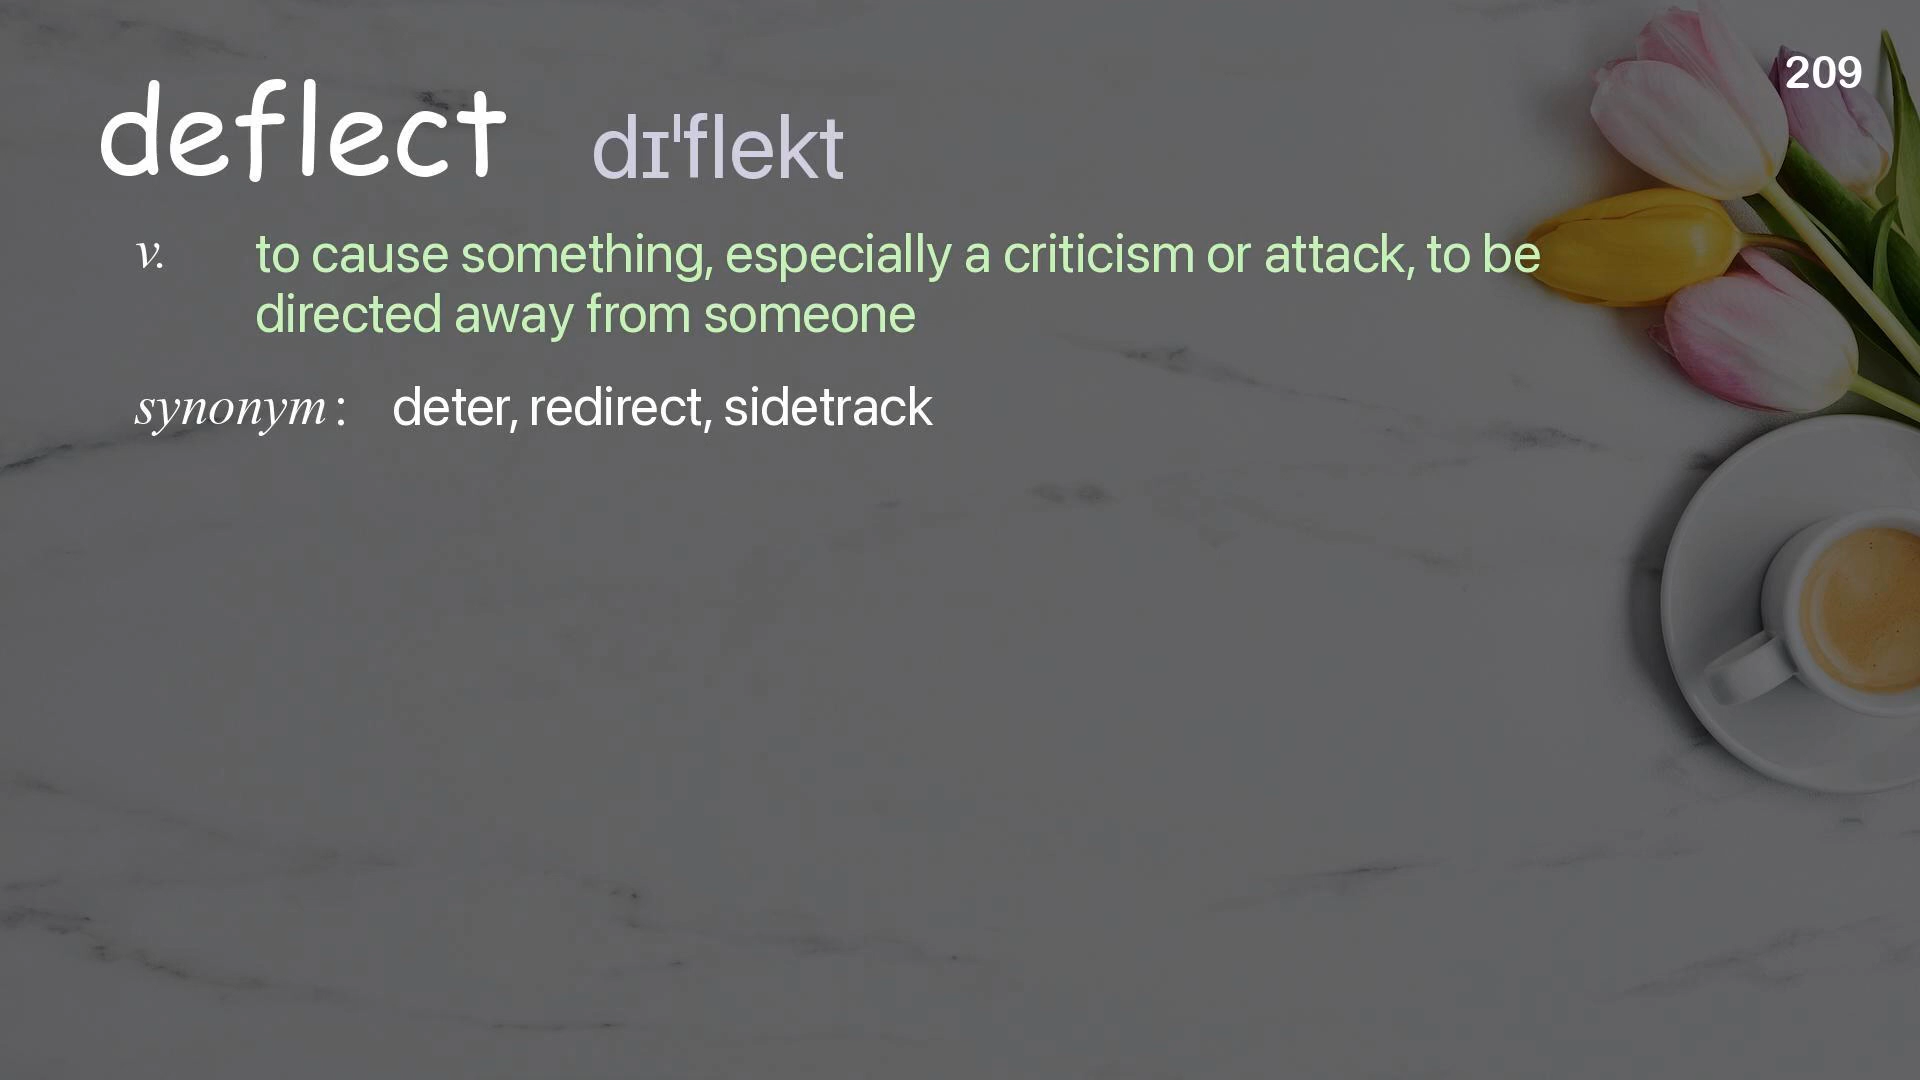 209
deflect dɪˈflekt
v. to cause something, especially a criticism or attack, to be
directed away from someone
synonym: deter, redirect, sidetrack